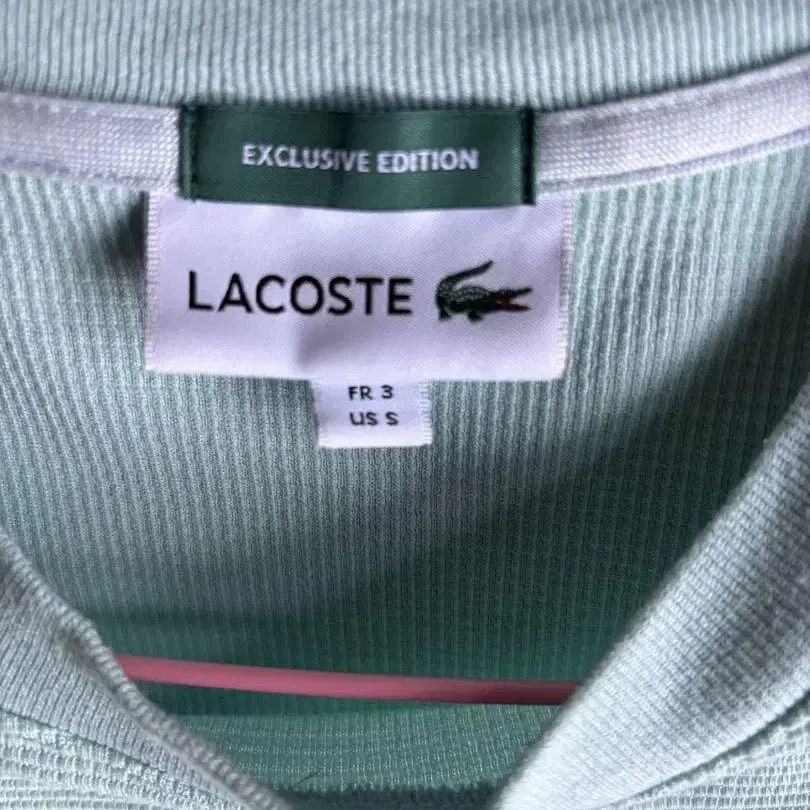 EXCLUSIVE EDITION
LACOSTE
FR 3
US S